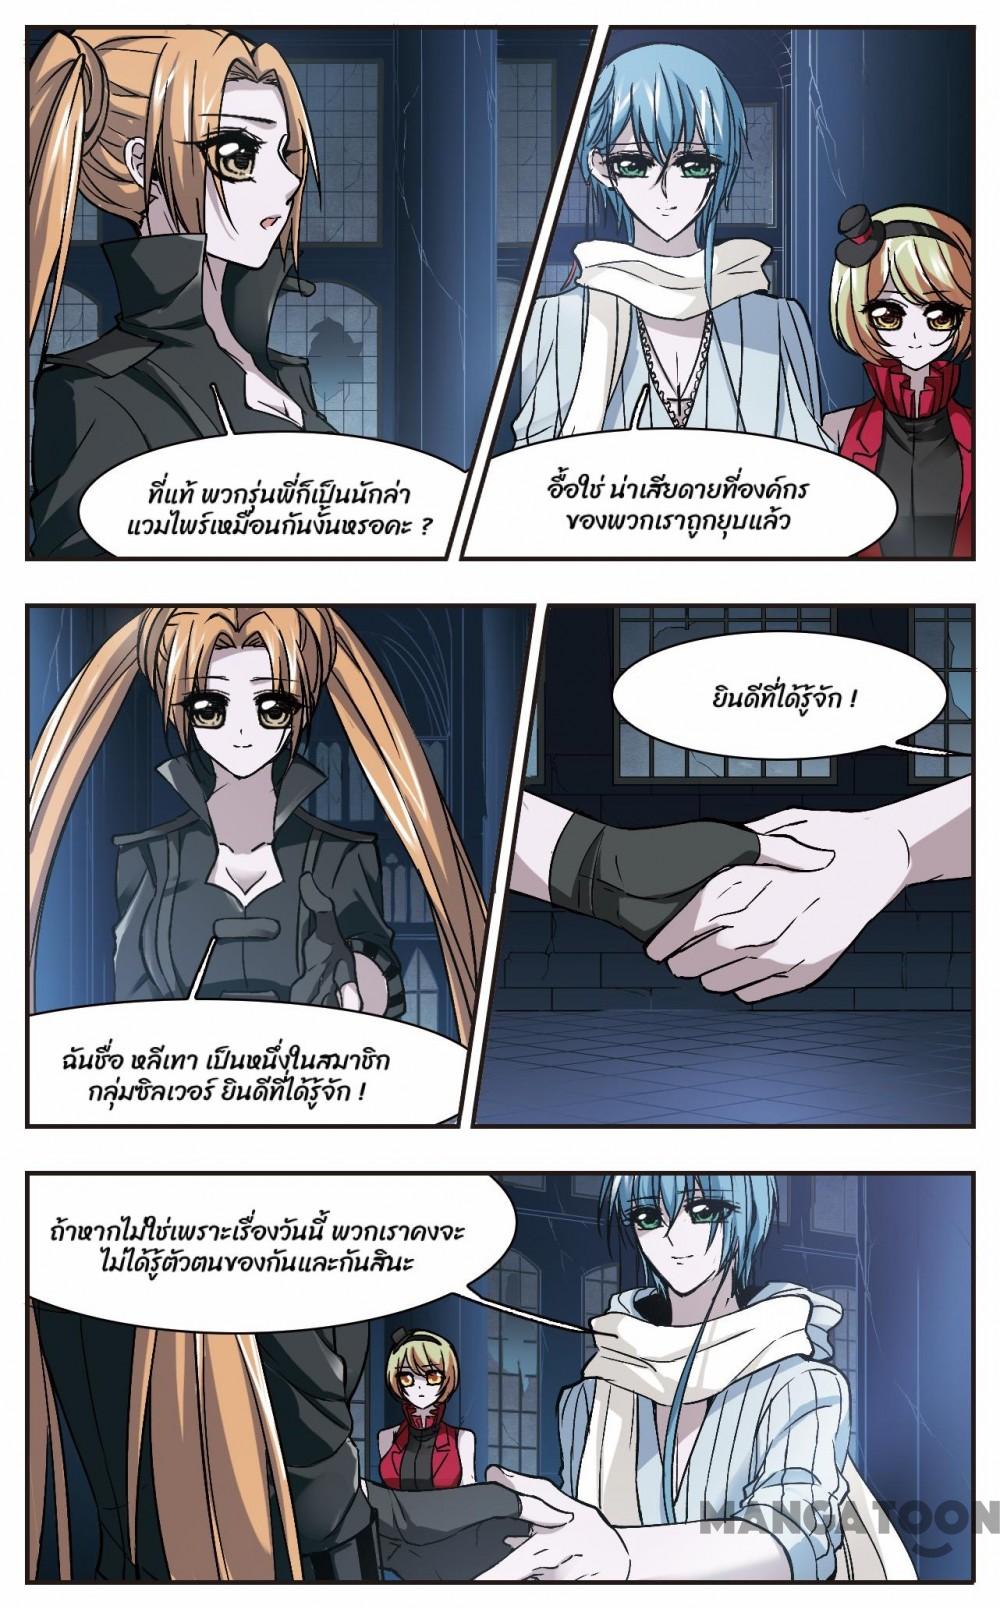 ที่แท้ พวกรุ่นพี่ก็เป็นนักล่า
แวมไพร์เหมือนกันงั้นหรอคะ ?
อื้อใช่ น่าเสียดายที่องค์กร
ของพวกเราถูกยุบแล้ว
ฉันชื่อ หลีเทา เป็นหนึ่งในสมาชิก
กลุ่มซิลเวอร์ ยินดีที่ได้รู้จัก !
ยินดีที่ได้รู้จัก !
ถ้าหากไม่ใช่เพราะเรื่องวันนี้ พวกเราคงจะ
ไม่ได้รู้ตัวตนของกันและกันสินะ
MANGATOON